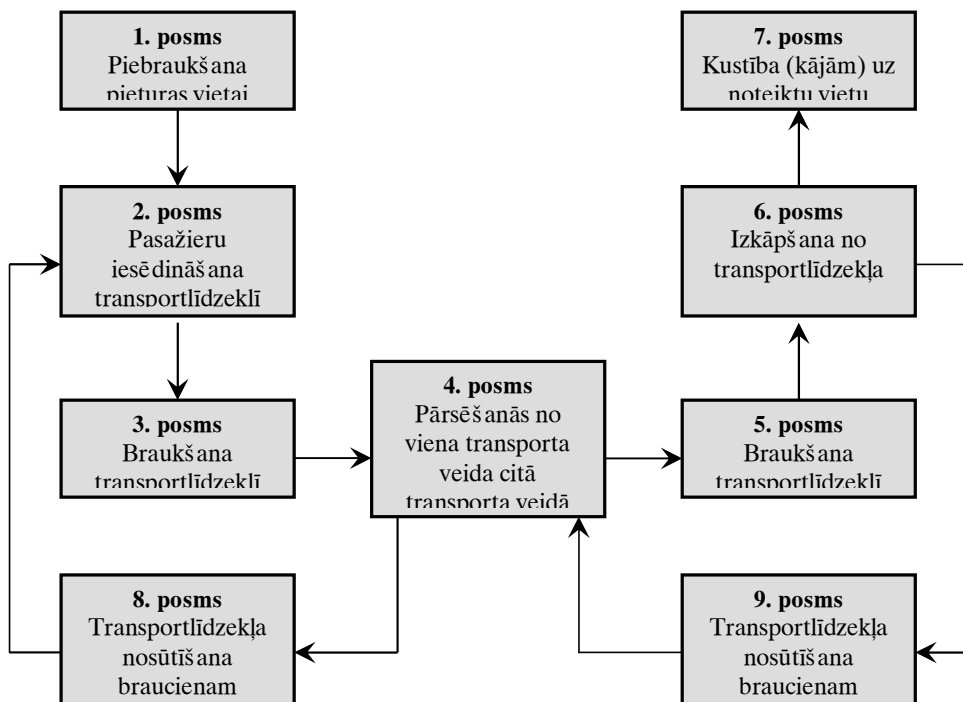 1. posms
Piebraukšana
pieturas vietai
2. posms
Pasažieru
iesēdināšana
transportlīdzeklī
3. posms
Braukšana
transportlīdzeklī
4. posms
Pārsēšanās no
viena transporta
veida citā
transporta veidā
5. posms
Braukšana
transportlīdzeklī
6. posms
Izkāpšana no
transportlīdzekļa
7. posms
Kustība (kājām) uz
noteiktu vietu
8. posms
Transportlīdzekļa
nosūtīšana
braucienam
9. posms
Transportlīdzekļa
nosūtīšana
braucienam